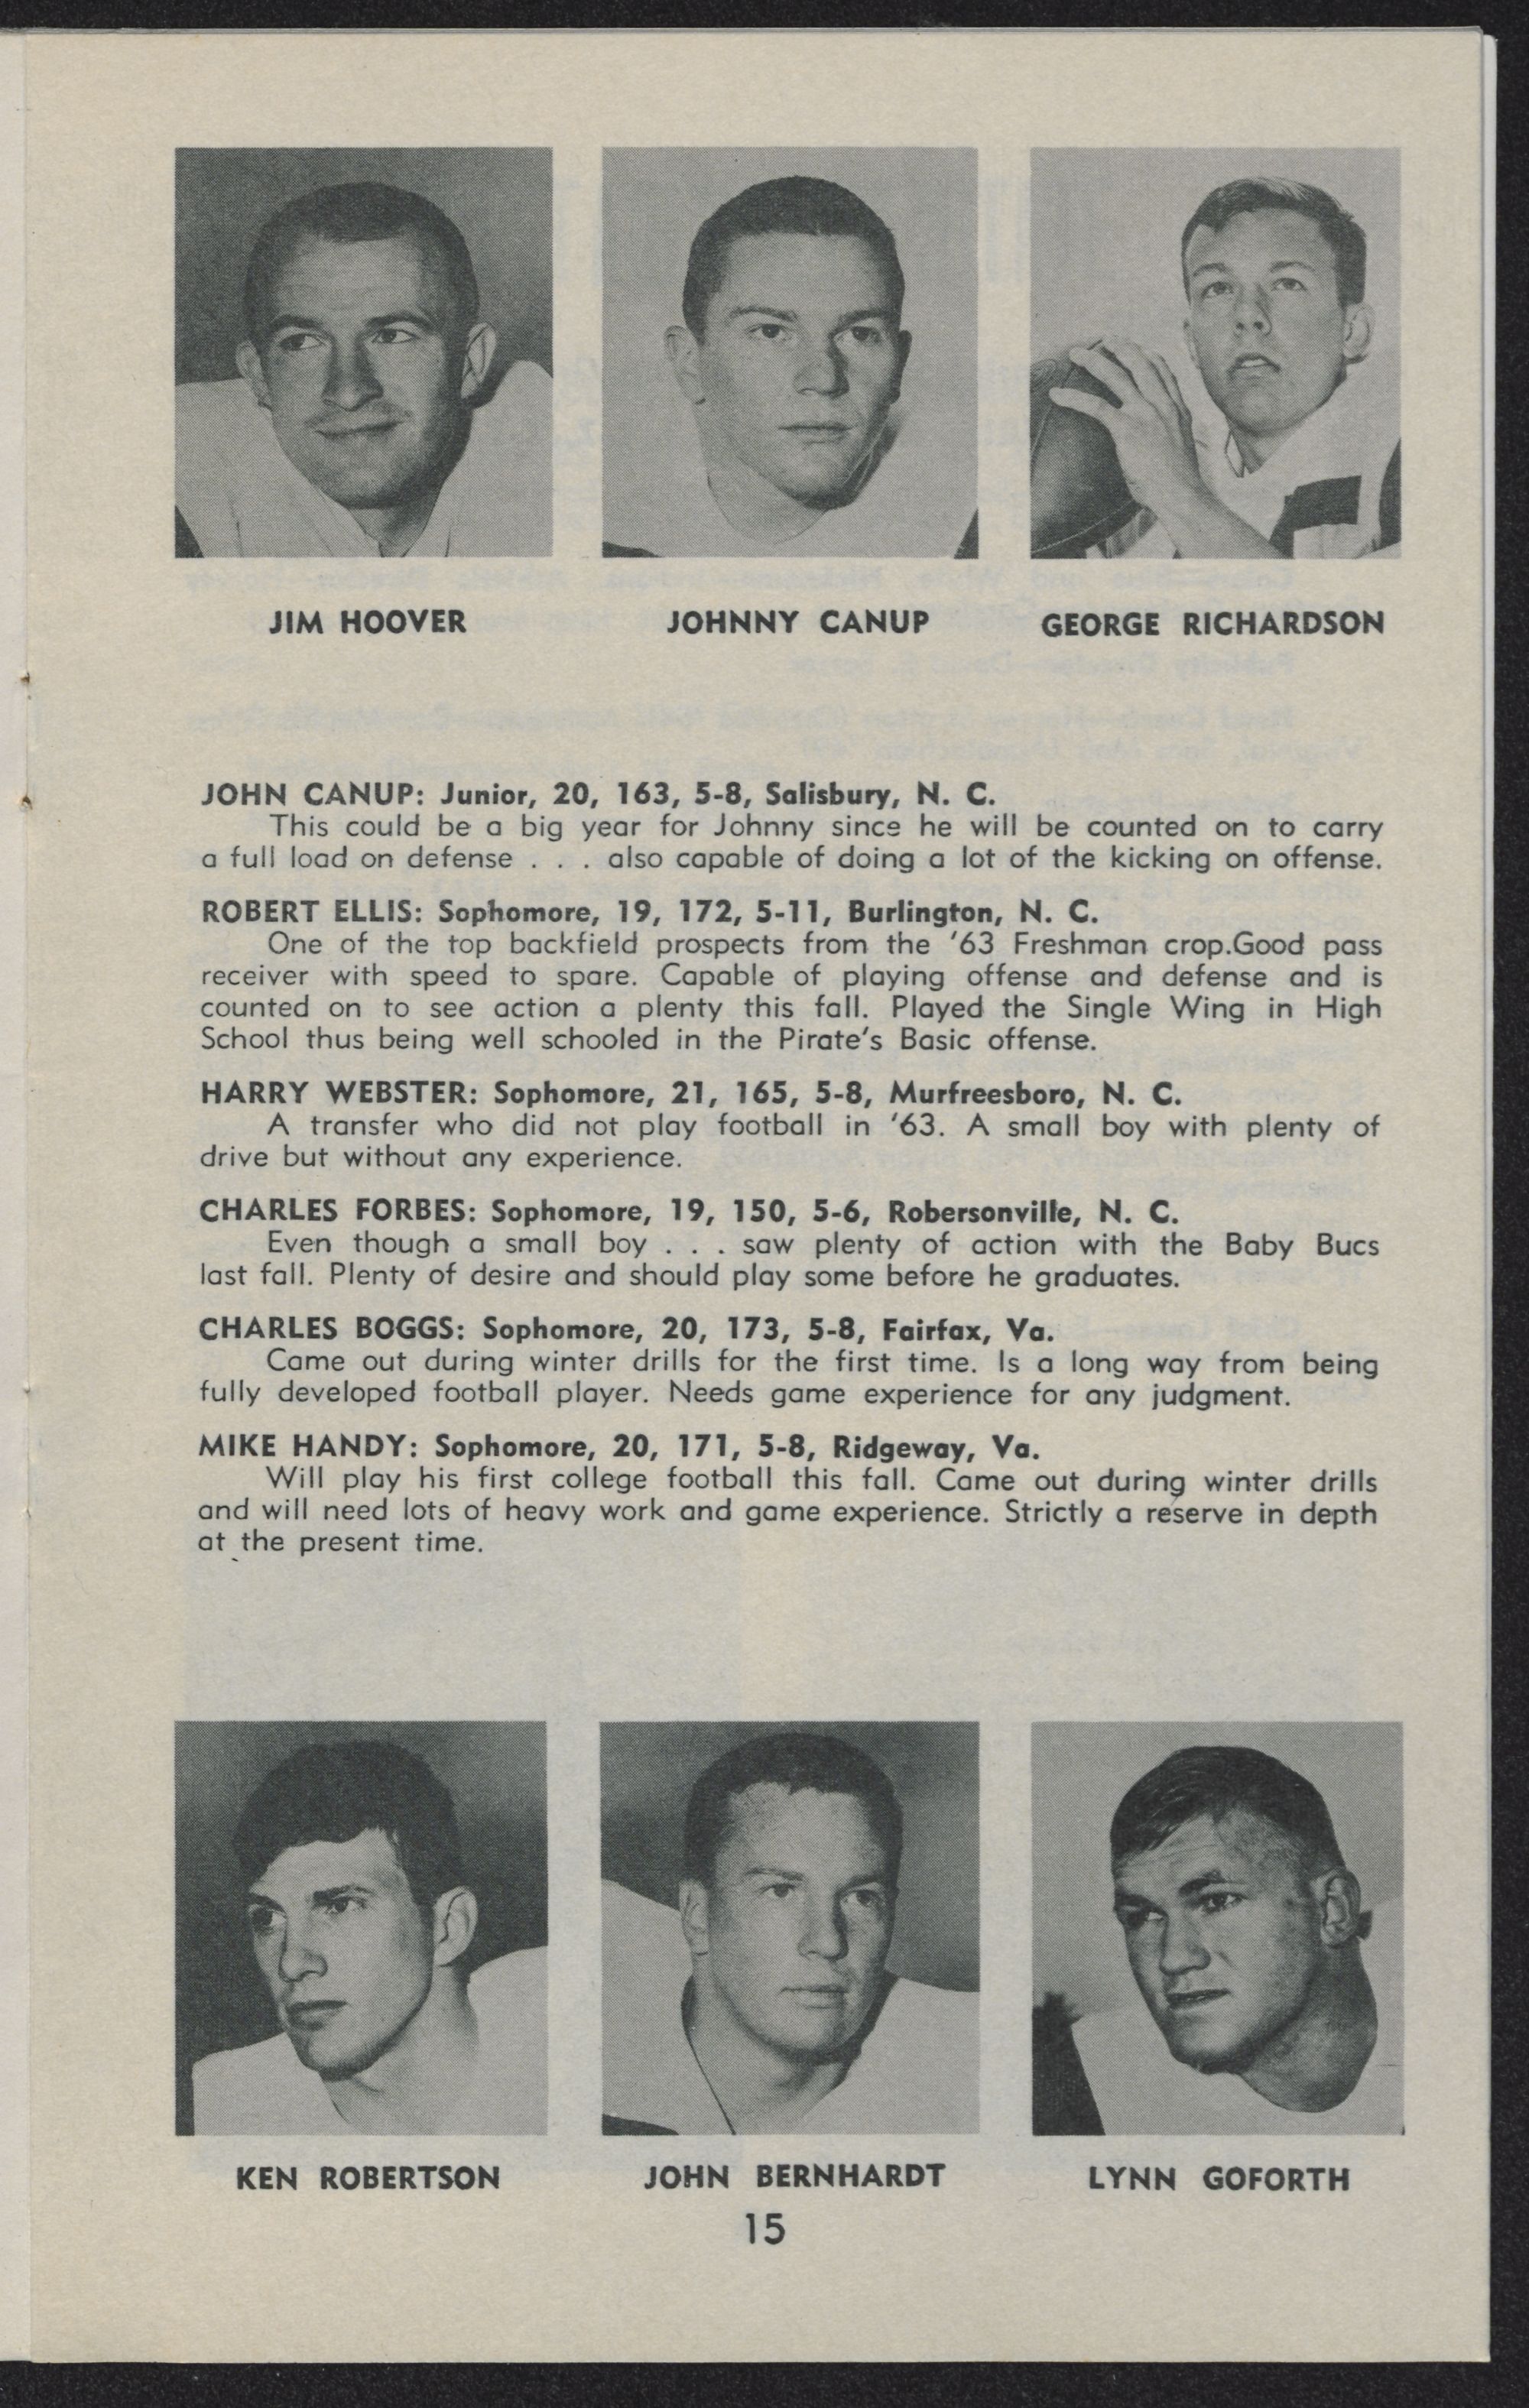 JIM HOOVER JOHNNY CANUP GEORGE RICHARDSON
JOHN CANUP: Junior, 20, 163, 5-8, Salisbury, N. C.
This could be a big year for Johnny since he will be counted on to carry
a full load on defense . . . also capable of doing a lot of the kicking on offense.
ROBERT ELLIS: Sophomore, 19, 172, 5-11, Burlington, N. C.
One of the top backfield prospects from the '63 Freshman crop.Good pass
receiver with speed to spare. Capable of playing offense and defense and is
counted on to see action a plenty this fall. Played the Single Wing in High
School thus being well schooled in the Pirate's Basic offense.
HARRY WEBSTER: Sophomore, 21, 165, 5-8, Murfreesboro, N. C.
A transfer who did not play football in '63. A small boy with plenty of
drive but without any experience.
CHARLES FORBES: Sophomore, 19, 150, 5-6, Robersonville, N. C.
Even though a small boy . . . saw plenty of action with the Baby Bucs
last fall. Plenty of desire and should play some before he graduates.
CHARLES BOGGS: Sophomore, 20, 173, 5-8, Fairfax, Va.
Came out during winter drills for the first time. Is a long way from being
fully developed football player. Needs game experience for any judgment.
MIKE HANDY: Sophomore, 20, 171, 5-8, Ridgeway, Va.
Will play his first college football this fall. Came out during winter drills
and will need lots of heavy work and game experience. Strictly a reserve in depth
at the present time.
KEN ROBERTSON JOHN BERNHARDT LYNN GOFORTH
15